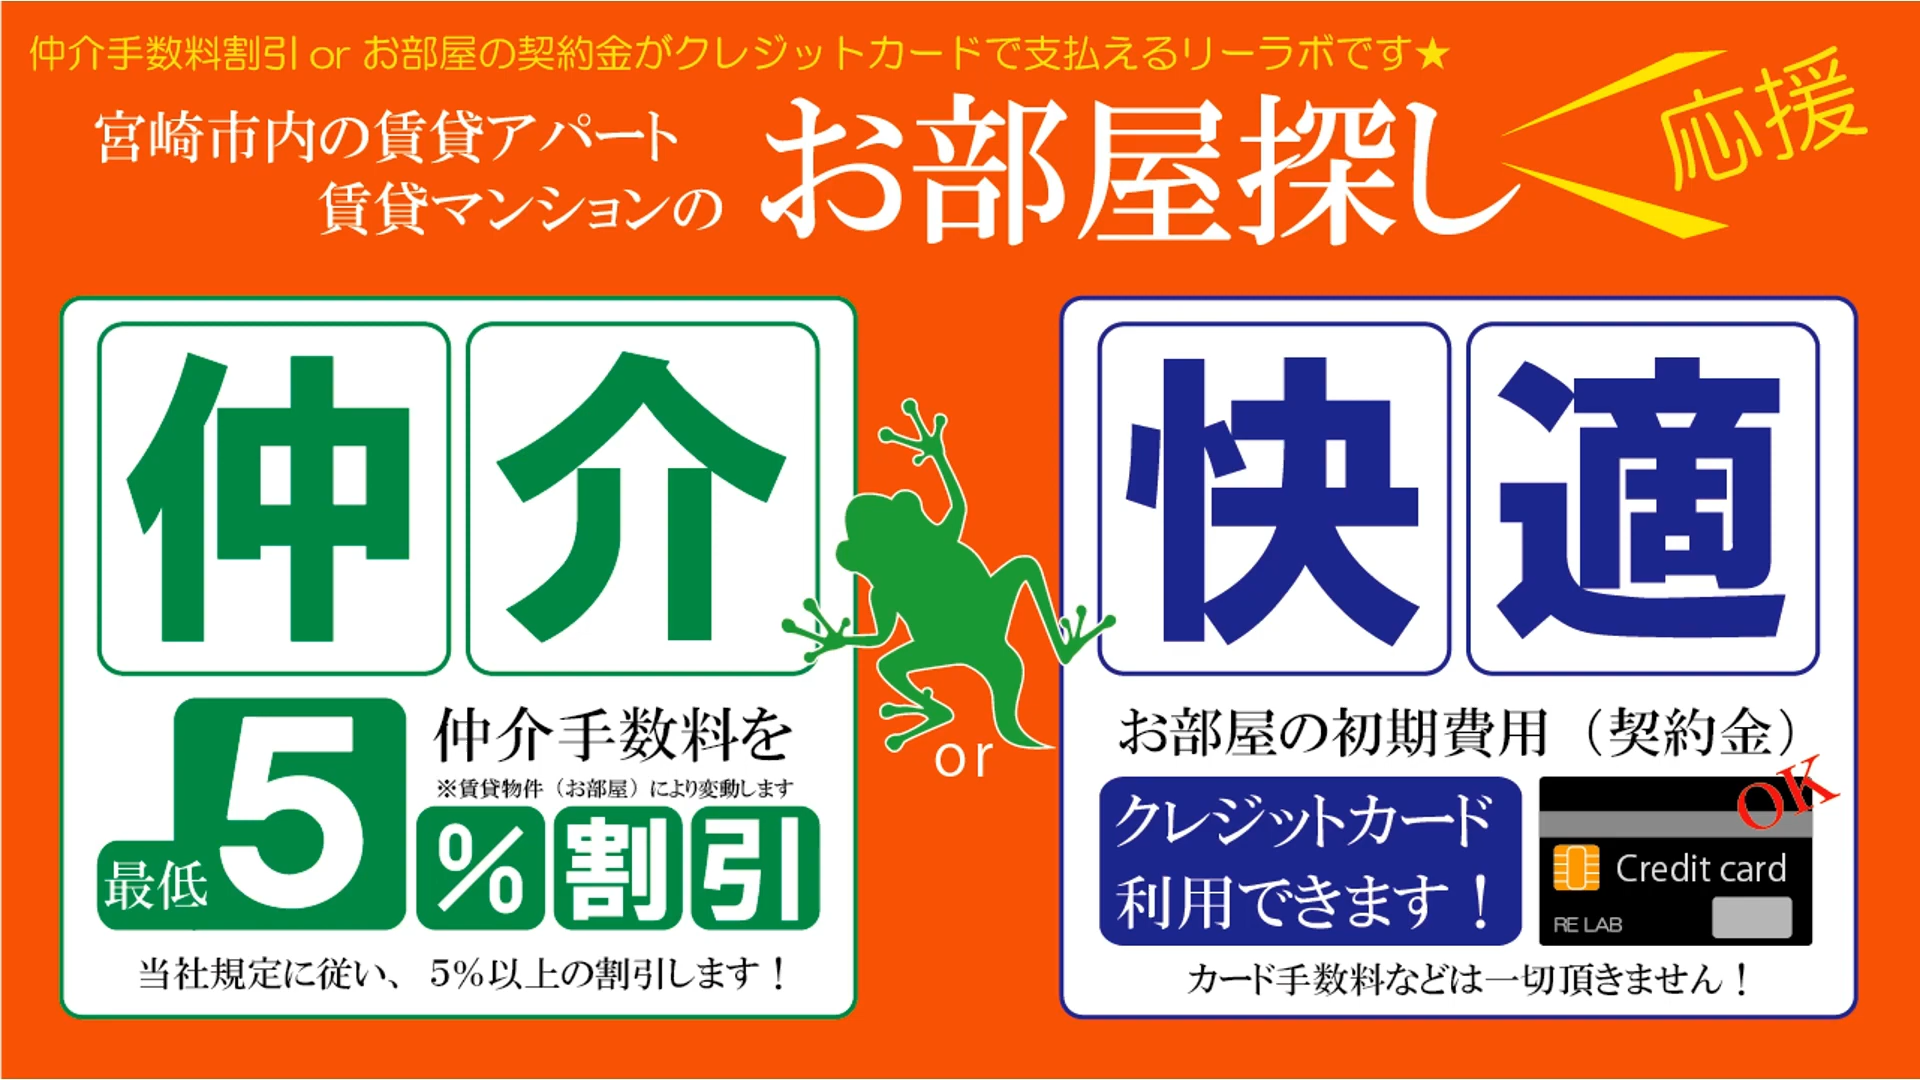 仲介手数料割引 or お部屋の契約金がクレジットカードで支払えるリーラボです★
宮崎市内の賃貸アパート
賃貸マンションの
お部屋探し
応援
仲介
最低5%割引
仲介手数料を
※賃貸物件（お部屋）により変動します
当社規定に従い、5%以上の割引します！
or
快適
お部屋の初期費用（契約金）
クレジットカード
利用できます！
OK
Credit card
RE LAB
カード手数料などは一切頂きません！